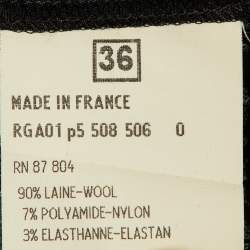 36
MADE IN FRANCE
RGA01 p5 508 506 0
RN 87 804
90% LAINE-WOOL
7% POLYAMIDE-NYLON
3% ELASTHANNE-ELASTAN